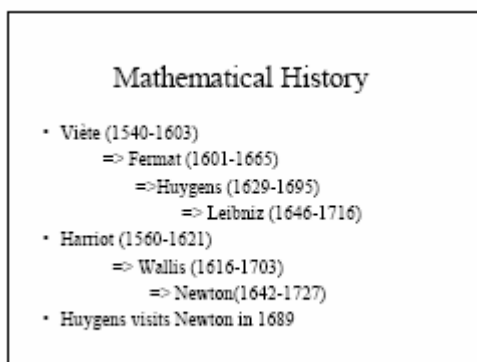 Mathematical History
• Viète (1540-1603)
=> Fermat (1601-1665)
=>Huygens (1629-1695)
=> Leibniz (1646-1716)
• Harriot (1560-1621)
=> Wallis (1616-1703)
=> Newton(1642-1727)
• Huygens visits Newton in 1689